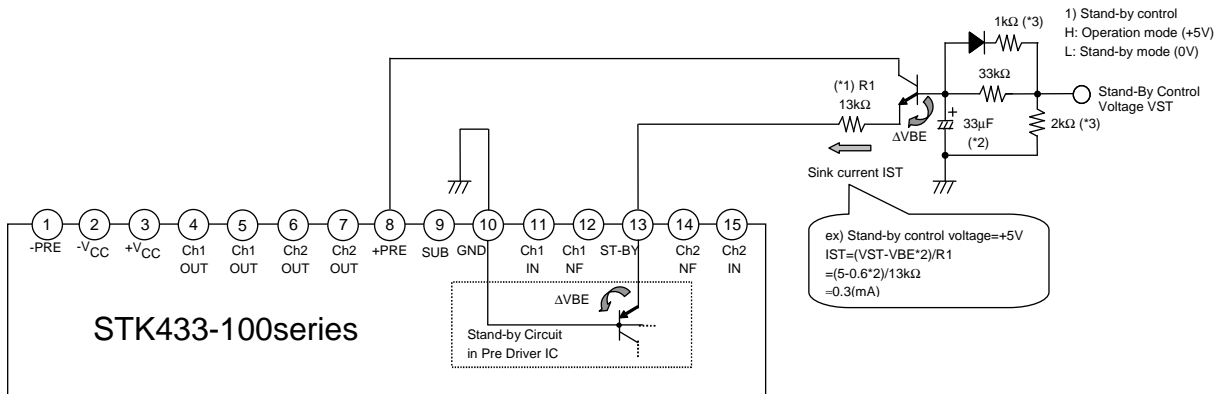 1kΩ (*3)
1) Stand-by control
H: Operation mode (+5V)
L: Stand-by mode (0V)
(*1) R1
13kΩ
33kΩ
Stand-By Control
Voltage VST
ΔVBE
+
33μF
(*2)
2kΩ (*3)
Sink current IST
ex) Stand-by control voltage=+5V
IST=(VST-VBE*2)/R1
=(5-0.6*2)/13kΩ
≈0.3(mA)
1 2 3 4 5 6 7 8 9 10 11 12 13 14 15
-PRE -VCC +VCC Ch1 OUT Ch1 OUT Ch2 OUT Ch2 OUT +PRE SUB GND Ch1 IN Ch1 NF ST-BY Ch2 NF Ch2 IN
ΔVBE
STK433-100series
Stand-by Circuit
in Pre Driver IC